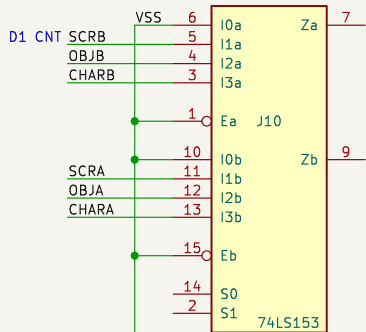 VSS 6 I0a Za 7
D1 CNT SCRB 5 I1a
OBJB 4 I2a
CHARB 3 I3a
1 Ea J10
10 I0b Zb 9
SCRA 11 I1b
OBJA 12 I2b
CHARA 13 I3b
15 Eb
14 S0
2 S1
74LS153